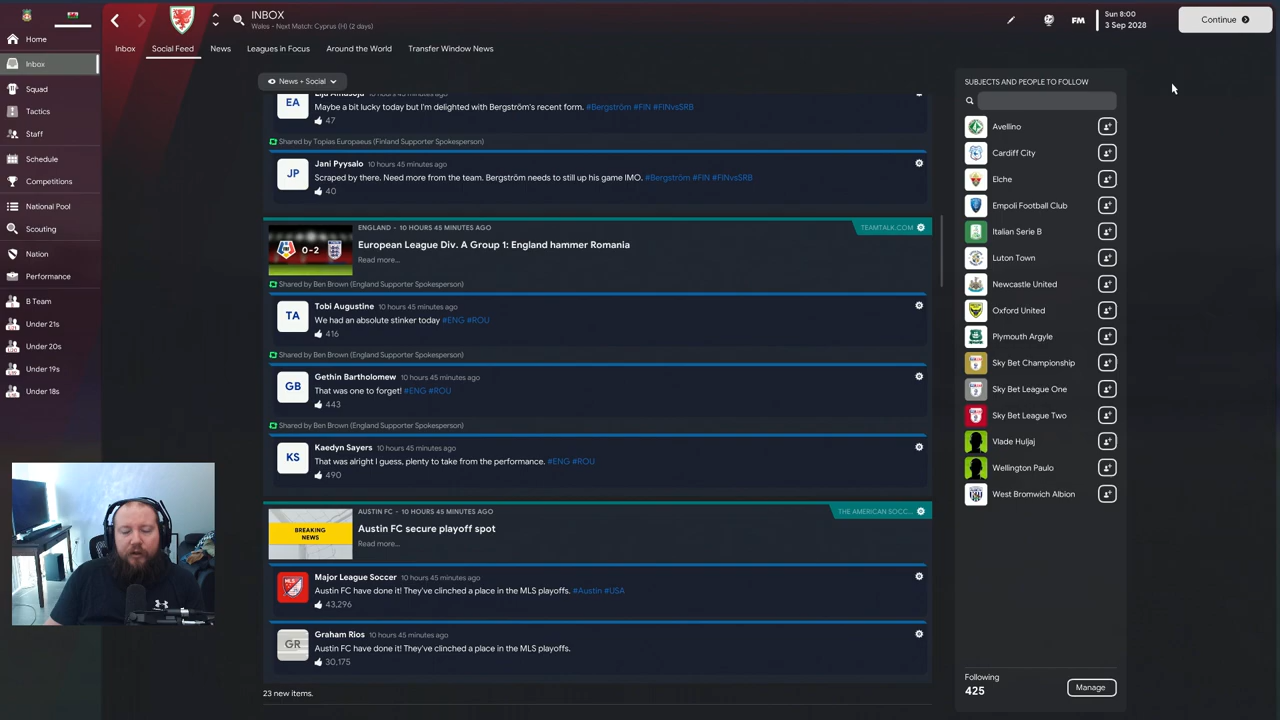 INBOX
Wales - Next Match: Cyprus (H) (2 days)
FM
Sun 8:00
3 Sep 2028
Continue
Home
Inbox
Squad
Tactics
Staff
Schedule
Competitions
National Pool
Scouting
Nation
Performance
B Team
Under 21s
Under 20s
Under 19s
Under 18s
Inbox Social Feed News Leagues in Focus Around the World Transfer Window News
News + Social
EA
Maybe a bit lucky today but I'm delighted with Bergström's recent form. #Bergström #FIN #FINvsSRB
47
Shared by Topias Europaeus (Finland Supporter Spokesperson)
JP
Jani Pyysalo 10 hours 45 minutes ago
Scraped by there. Need more from the team. Bergström needs to still up his game IMO. #Bergström #FIN #FINvsSRB
40
ENGLAND - 10 HOURS 45 MINUTES AGO
TEAMTALK.COM
0-2
European League Div. A Group 1: England hammer Romania
Read more...
Shared by Ben Brown (England Supporter Spokesperson)
TA
Tobi Augustine 10 hours 45 minutes ago
We had an absolute stinker today #ENG #ROU
416
Shared by Ben Brown (England Supporter Spokesperson)
GB
Gethin Bartholomew 10 hours 45 minutes ago
That was one to forget! #ENG #ROU
443
Shared by Ben Brown (England Supporter Spokesperson)
KS
Kaedyn Sayers 10 hours 45 minutes ago
That was alright I guess, plenty to take from the performance. #ENG #ROU
490
AUSTIN FC - 10 HOURS 45 MINUTES AGO
THE AMERICAN SOCC...
BREAKING
NEWS
Austin FC secure playoff spot
Read more...
Major League Soccer 10 hours 45 minutes ago
Austin FC have done it! They've clinched a place in the MLS playoffs. #Austin #USA
43,296
GR
Graham Rios 10 hours 45 minutes ago
Austin FC have done it! They've clinched a place in the MLS playoffs.
30,175
23 new items.
SUBJECTS AND PEOPLE TO FOLLOW
Avellino
Cardiff City
Elche
Empoli Football Club
Italian Serie B
Luton Town
Newcastle United
Oxford United
Plymouth Argyle
Sky Bet Championship
Sky Bet League One
Sky Bet League Two
Vlade Huljaj
Wellington Paulo
West Bromwich Albion
Following
425
Manage